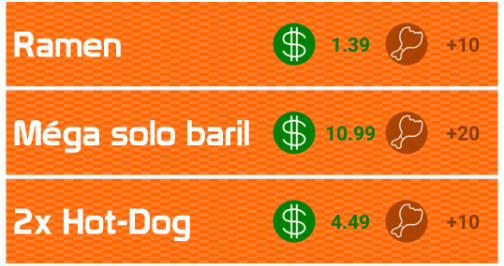 Ramen 1.39 +10
Méga solo baril 10.99 +20
2x Hot-Dog 4.49 +10